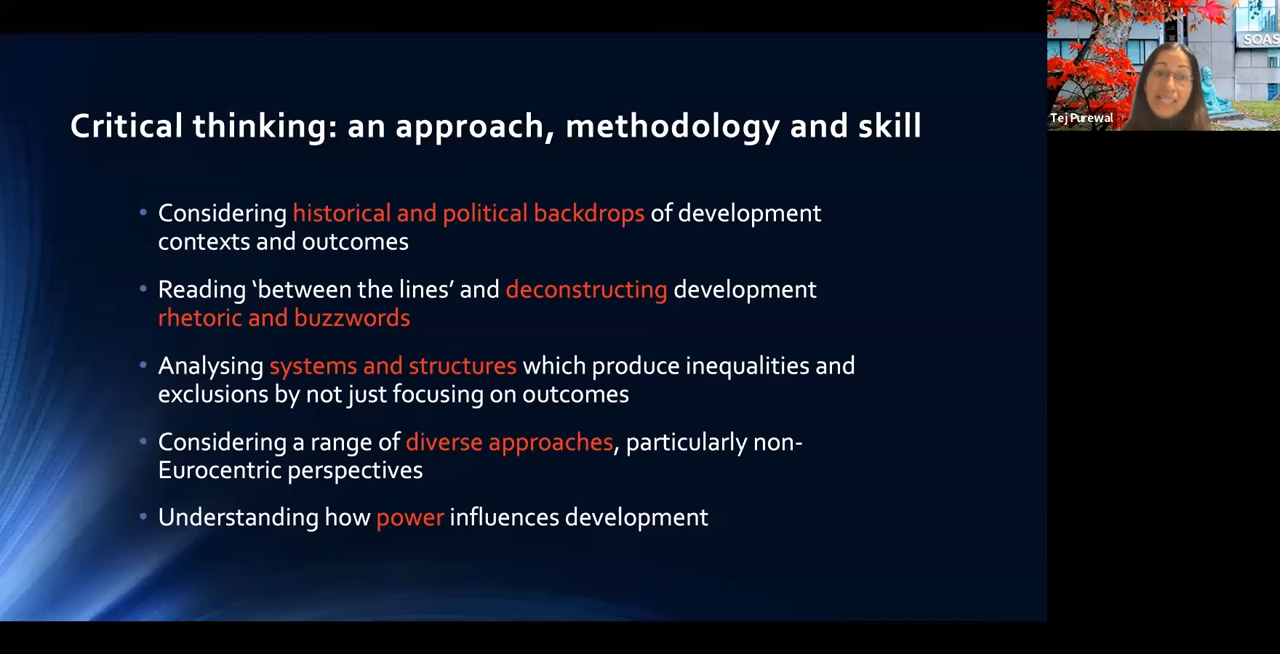 Critical thinking: an approach, methodology and skill
• Considering historical and political backdrops of development
contexts and outcomes
• Reading ‘between the lines’ and deconstructing development
rhetoric and buzzwords
• Analysing systems and structures which produce inequalities and
exclusions by not just focusing on outcomes
• Considering a range of diverse approaches, particularly non-
Eurocentric perspectives
• Understanding how power influences development
SOAS
Tej Purewal